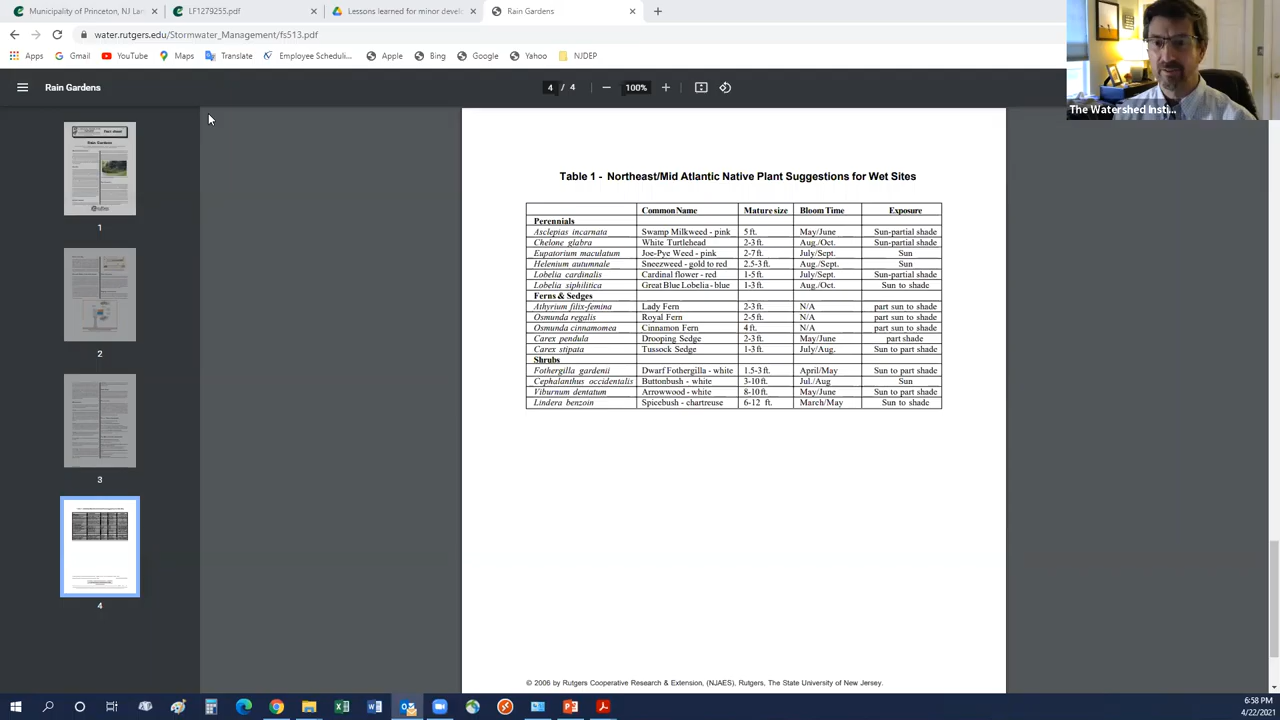 Municipality of Princeton, NJ La
LF1279255.pdf
Lessons learned for minor develo
Rain Gardens
water.rutgers.edu/Stormwater_Management/fs513.pdf
Apps
Gmail
YouTube
Maps
Translate
Employee Scheduli...
Apple
Bing
Google
Yahoo
NJDEP
Rain Gardens
4 / 4
100%
The Watershed Insti...
1
2
3
4
Table 1 - Northeast/Mid Atlantic Native Plant Suggestions for Wet Sites
Common Name Mature size Bloom Time Exposure
Perennials
Asclepias incarnata Swamp Milkweed - pink 5 ft. May/June Sun-partial shade
Chelone glabra White Turtlehead 2-3 ft. Aug./Oct. Sun-partial shade
Eupatorium maculatum Joe-Pye Weed - pink 2-7 ft. July/Sept. Sun
Helenium autumnale Sneezweed - gold to red 2.5-3 ft. Aug./Sept. Sun
Lobelia cardinalis Cardinal flower - red 1-5 ft. July/Sept. Sun-partial shade
Lobelia siphilitica Great Blue Lobelia - blue 1-3 ft. Aug./Oct. Sun to shade
Ferns & Sedges
Athyrium filix-femina Lady Fern 2-3 ft. N/A part sun to shade
Osmunda regalis Royal Fern 2-5 ft. N/A part sun to shade
Osmunda cinnamomea Cinnamon Fern 4 ft. N/A part sun to shade
Carex pendula Drooping Sedge 2-3 ft. May/June part shade
Carex stipata Tussock Sedge 1-3 ft. July/Aug. Sun to part shade
Shrubs
Fothergilla gardenii Dwarf Fothergilla - white 1.5-3 ft. April/May Sun to part shade
Cephalanthus occidentalis Buttonbush - white 3-10 ft. Jul./Aug Sun
Viburnum dentatum Arrowwood - white 8-10 ft. May/June Sun to part shade
Lindera benzoin Spicebush - chartreuse 6-12 ft. March/May Sun to shade
© 2006 by Rutgers Cooperative Research & Extension, (NJAES), Rutgers, The State University of New Jersey.
6:58 PM
4/22/2021